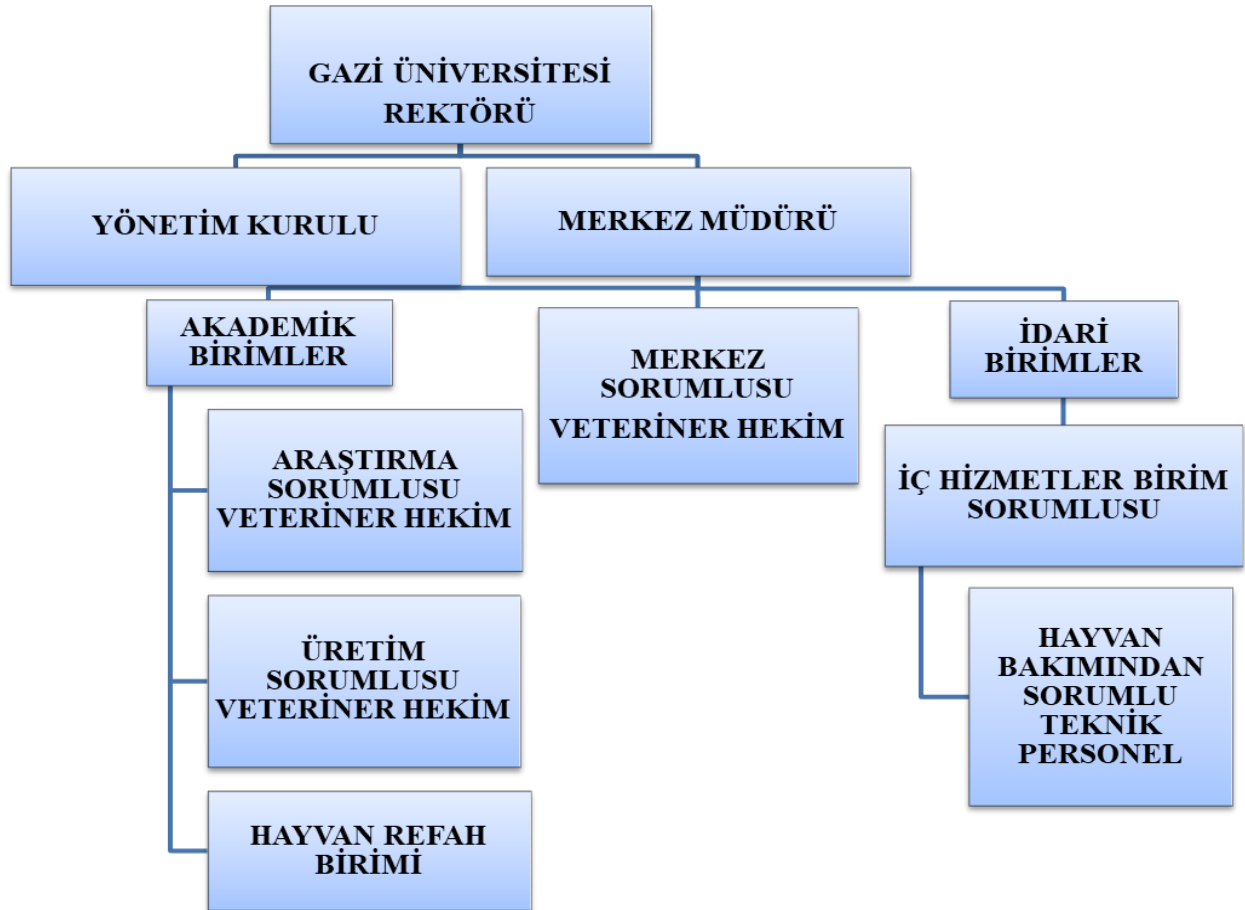 GAZİ ÜNİVERSİTESİ
REKTÖRÜ
YÖNETİM KURULU
MERKEZ MÜDÜRÜ
AKADEMİK
BİRİMLER
MERKEZ
SORUMLUSU
VETERİNER HEKİM
İDARİ
BİRİMLER
ARAŞTIRMA
SORUMLUSU
VETERİNER HEKİM
İÇ HİZMETLER BİRİM
SORUMLUSU
ÜRETİM
SORUMLUSU
VETERİNER HEKİM
HAYVAN
BAKIMINDAN
SORUMLU
TEKNİK
PERSONEL
HAYVAN REFAH
BİRİMİ